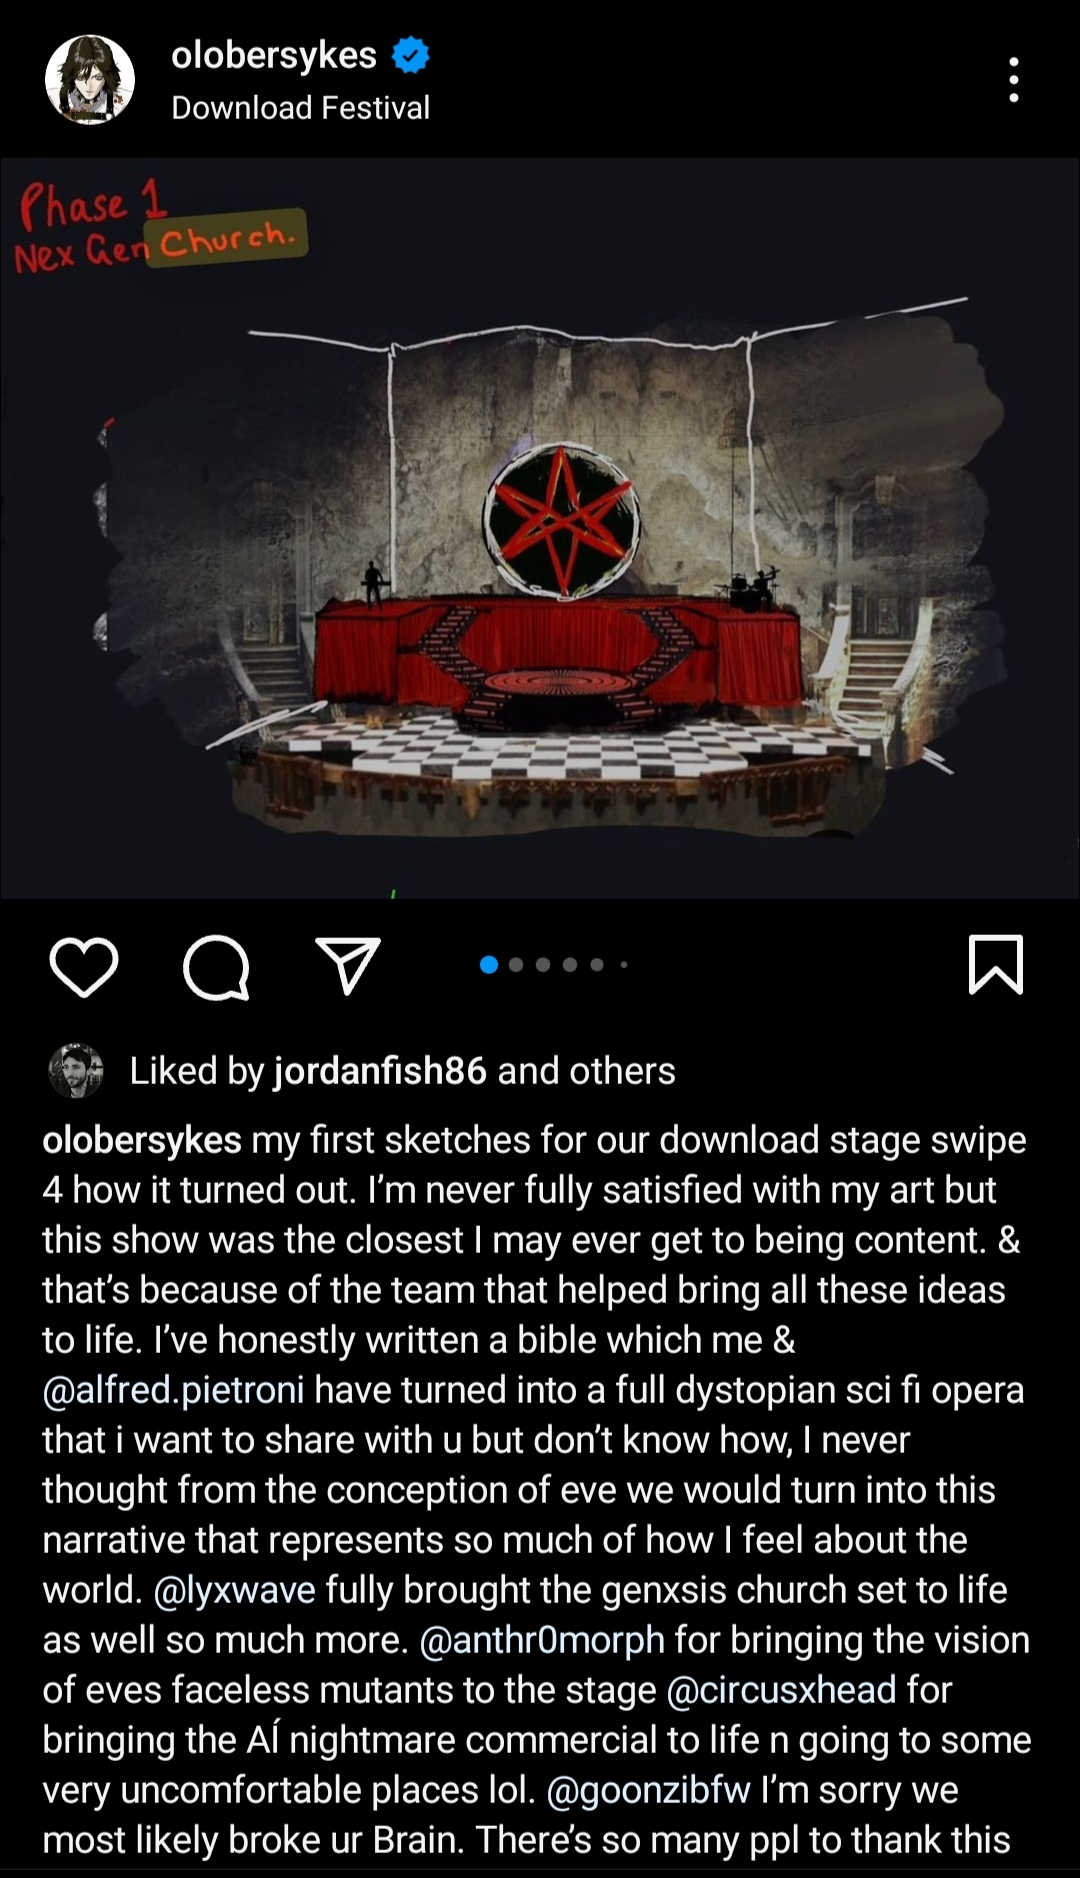 olobersykes
Download Festival
Phase 1
Nex Gen Church.
Liked by jordanfish86 and others
olobersykes my first sketches for our download stage swipe
4 how it turned out. I’m never fully satisfied with my art but
this show was the closest I may ever get to being content. &
that’s because of the team that helped bring all these ideas
to life. I’ve honestly written a bible which me &
@alfred.pietroni have turned into a full dystopian sci fi opera
that i want to share with u but don’t know how, I never
thought from the conception of eve we would turn into this
narrative that represents so much of how I feel about the
world. @lyxwave fully brought the genxsis church set to life
as well so much more. @anthr0morph for bringing the vision
of eves faceless mutants to the stage @circusxhead for
bringing the AÍ nightmare commercial to life n going to some
very uncomfortable places lol. @goonzibfw I’m sorry we
most likely broke ur Brain. There’s so many ppl to thank this